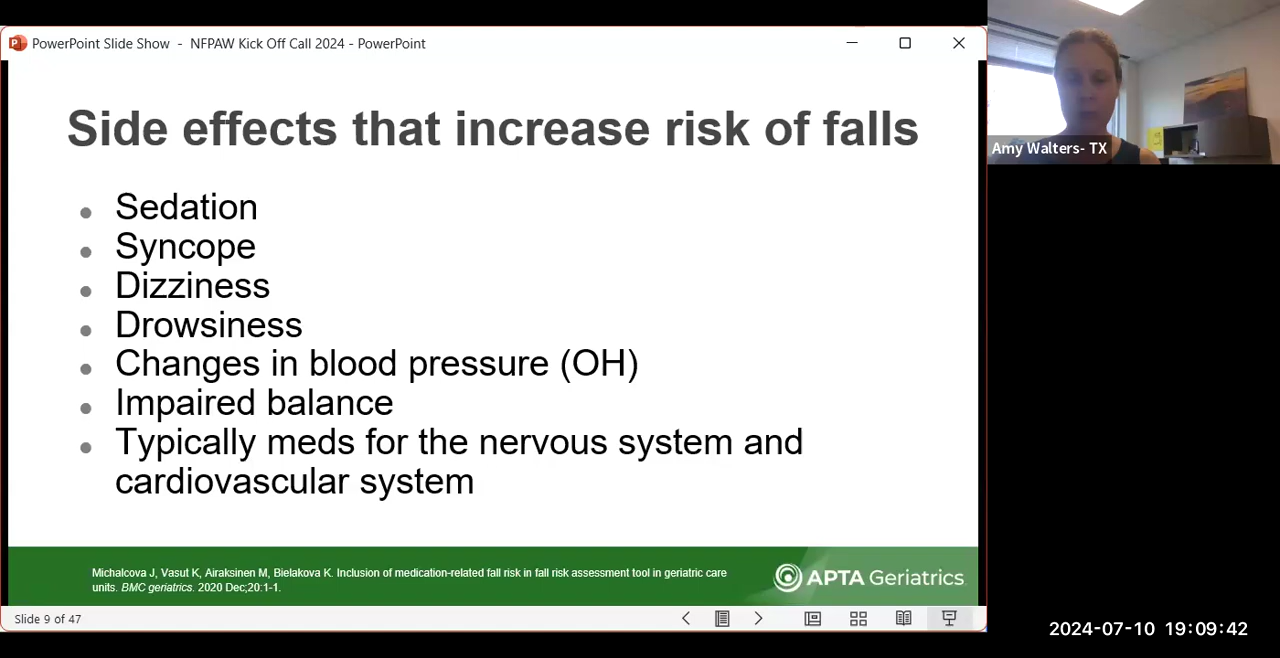 PowerPoint Slide Show - NFPAW Kick Off Call 2024 - PowerPoint
Side effects that increase risk of falls
Sedation
Syncope
Dizziness
Drowsiness
Changes in blood pressure (OH)
Impaired balance
Typically meds for the nervous system and
cardiovascular system
Michalcova J, Vasut K, Airaksinen M, Bielakova K. Inclusion of medication-related fall risk in fall risk assessment tool in geriatric care
units. BMC geriatrics. 2020 Dec;20:1-1.
APTA Geriatrics
Slide 9 of 47
Amy Walters- TX
2024-07-10 19:09:42